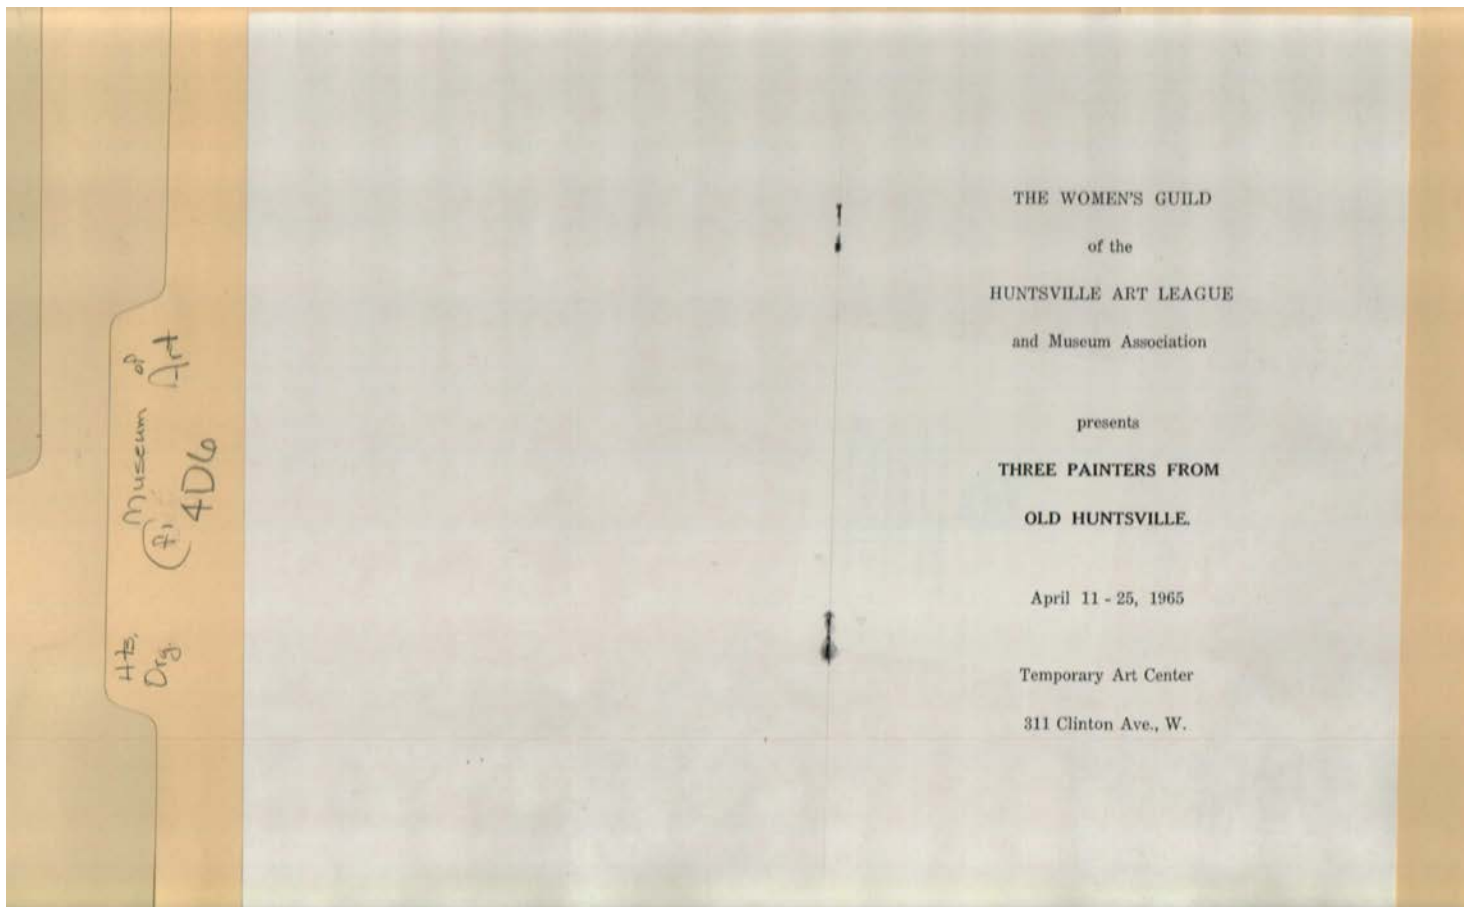 Hts.
Org.
Museum of
Art
4D6
THE WOMEN'S GUILD
of the
HUNTSVILLE ART LEAGUE
and Museum Association
presents
THREE PAINTERS FROM
OLD HUNTSVILLE.
April 11 - 25, 1965
Temporary Art Center
311 Clinton Ave., W.